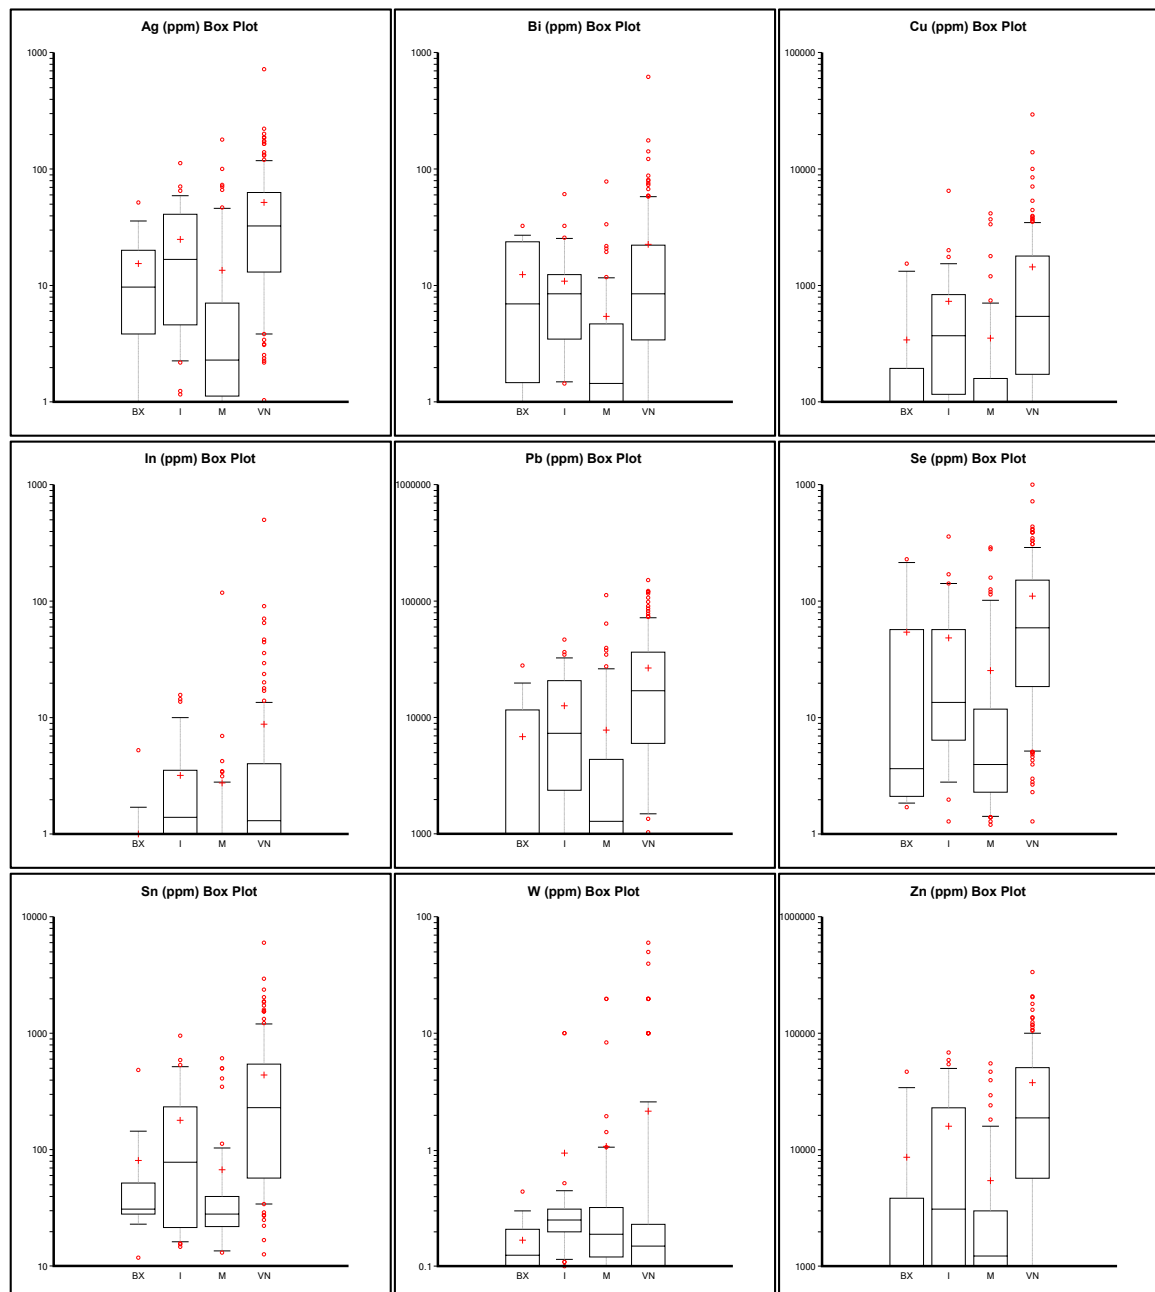 Ag (ppm) Box Plot
1000
100
10
1
BX I M VN
Bi (ppm) Box Plot
1000
100
10
1
BX I M VN
Cu (ppm) Box Plot
100000
10000
1000
100
BX I M VN
In (ppm) Box Plot
1000
100
10
1
BX I M VN
Pb (ppm) Box Plot
1000000
100000
10000
1000
BX I M VN
Se (ppm) Box Plot
1000
100
10
1
BX I M VN
Sn (ppm) Box Plot
10000
1000
100
10
BX I M VN
W (ppm) Box Plot
100
10
1
0.1
BX I M VN
Zn (ppm) Box Plot
1000000
100000
10000
1000
BX I M VN